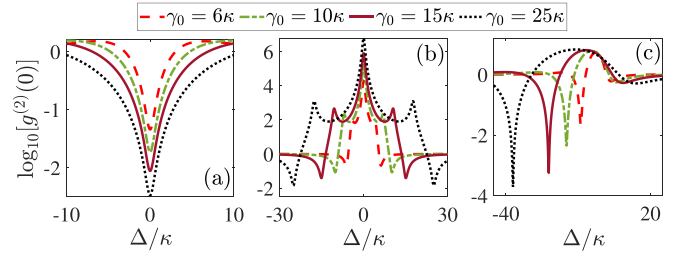 γ₀ = 6κ γ₀ = 10κ γ₀ = 15κ γ₀ = 25κ
log₁₀[g⁽²⁾(0)]
0
-1
-2
(a)
-10 0 10
Δ/κ
6
4
2
0
-2
(b)
-30 0 30
Δ/κ
0
-2
-4
(c)
-40 20
Δ/κ